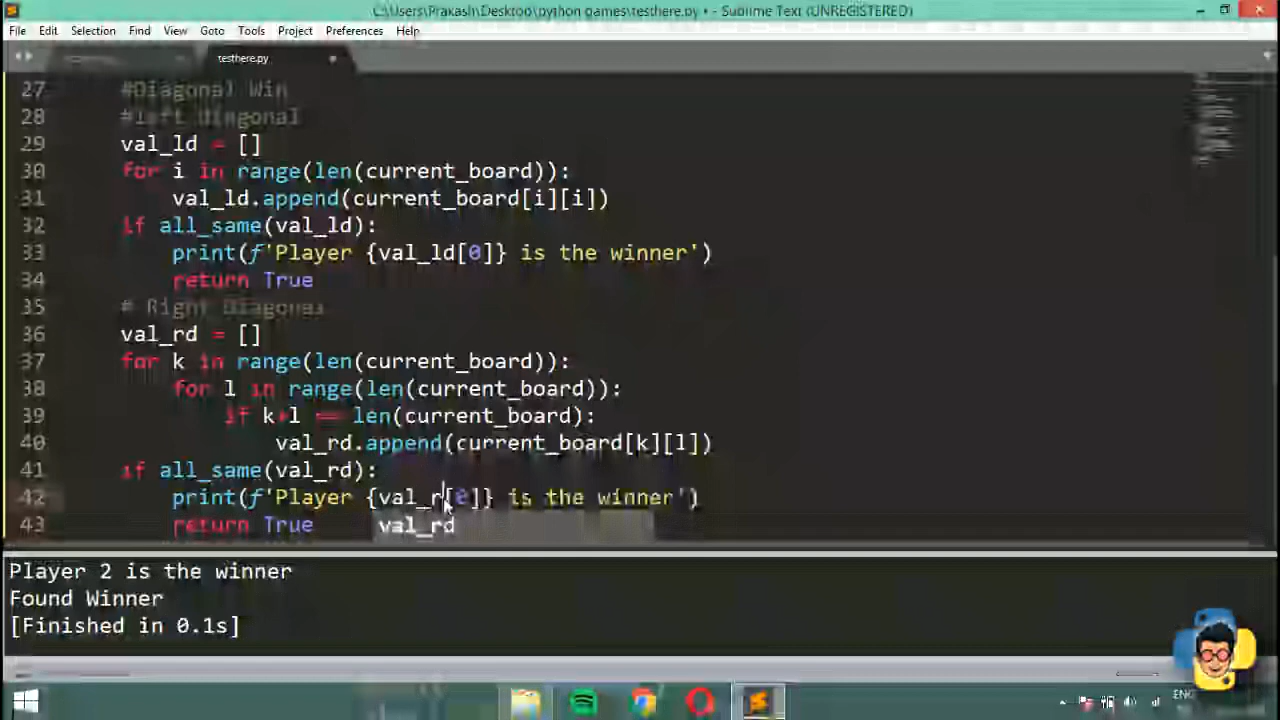 C:\Users\Prakash\Desktop\python games\testhere.py • - Sublime Text (UNREGISTERED)
File Edit Selection Find View Goto Tools Project Preferences Help
testhere.py
27 #Diagonal Win
28 #left diagonal
29 val_ld = []
30 for i in range(len(current_board)):
31 val_ld.append(current_board[i][i])
32 if all_same(val_ld):
33 print(f'Player {val_ld[0]} is the winner')
34 return True
35 # Right Diagonal
36 val_rd = []
37 for k in range(len(current_board)):
38 for l in range(len(current_board)):
39 if k+l == len(current_board):
40 val_rd.append(current_board[k][l])
41 if all_same(val_rd):
42 print(f'Player {val_r[0]} is the winner')
43 return True
val_rd
Player 2 is the winner
Found Winner
[Finished in 0.1s]
ENG